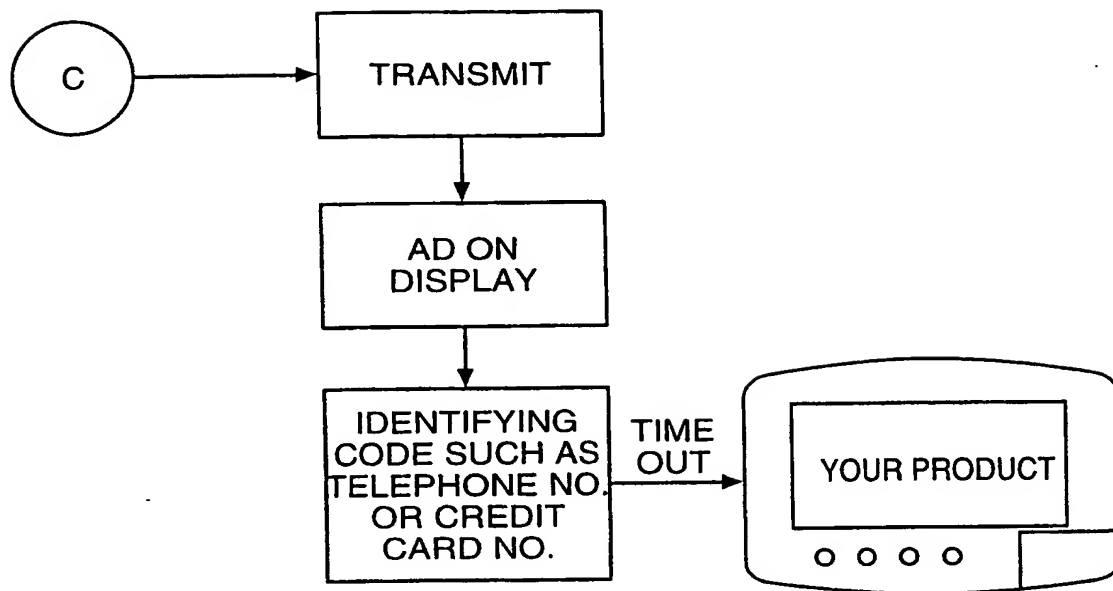 C
TRANSMIT
AD ON
DISPLAY
IDENTIFYING
CODE SUCH AS
TELEPHONE NO.
OR CREDIT
CARD NO.
TIME
OUT
YOUR PRODUCT